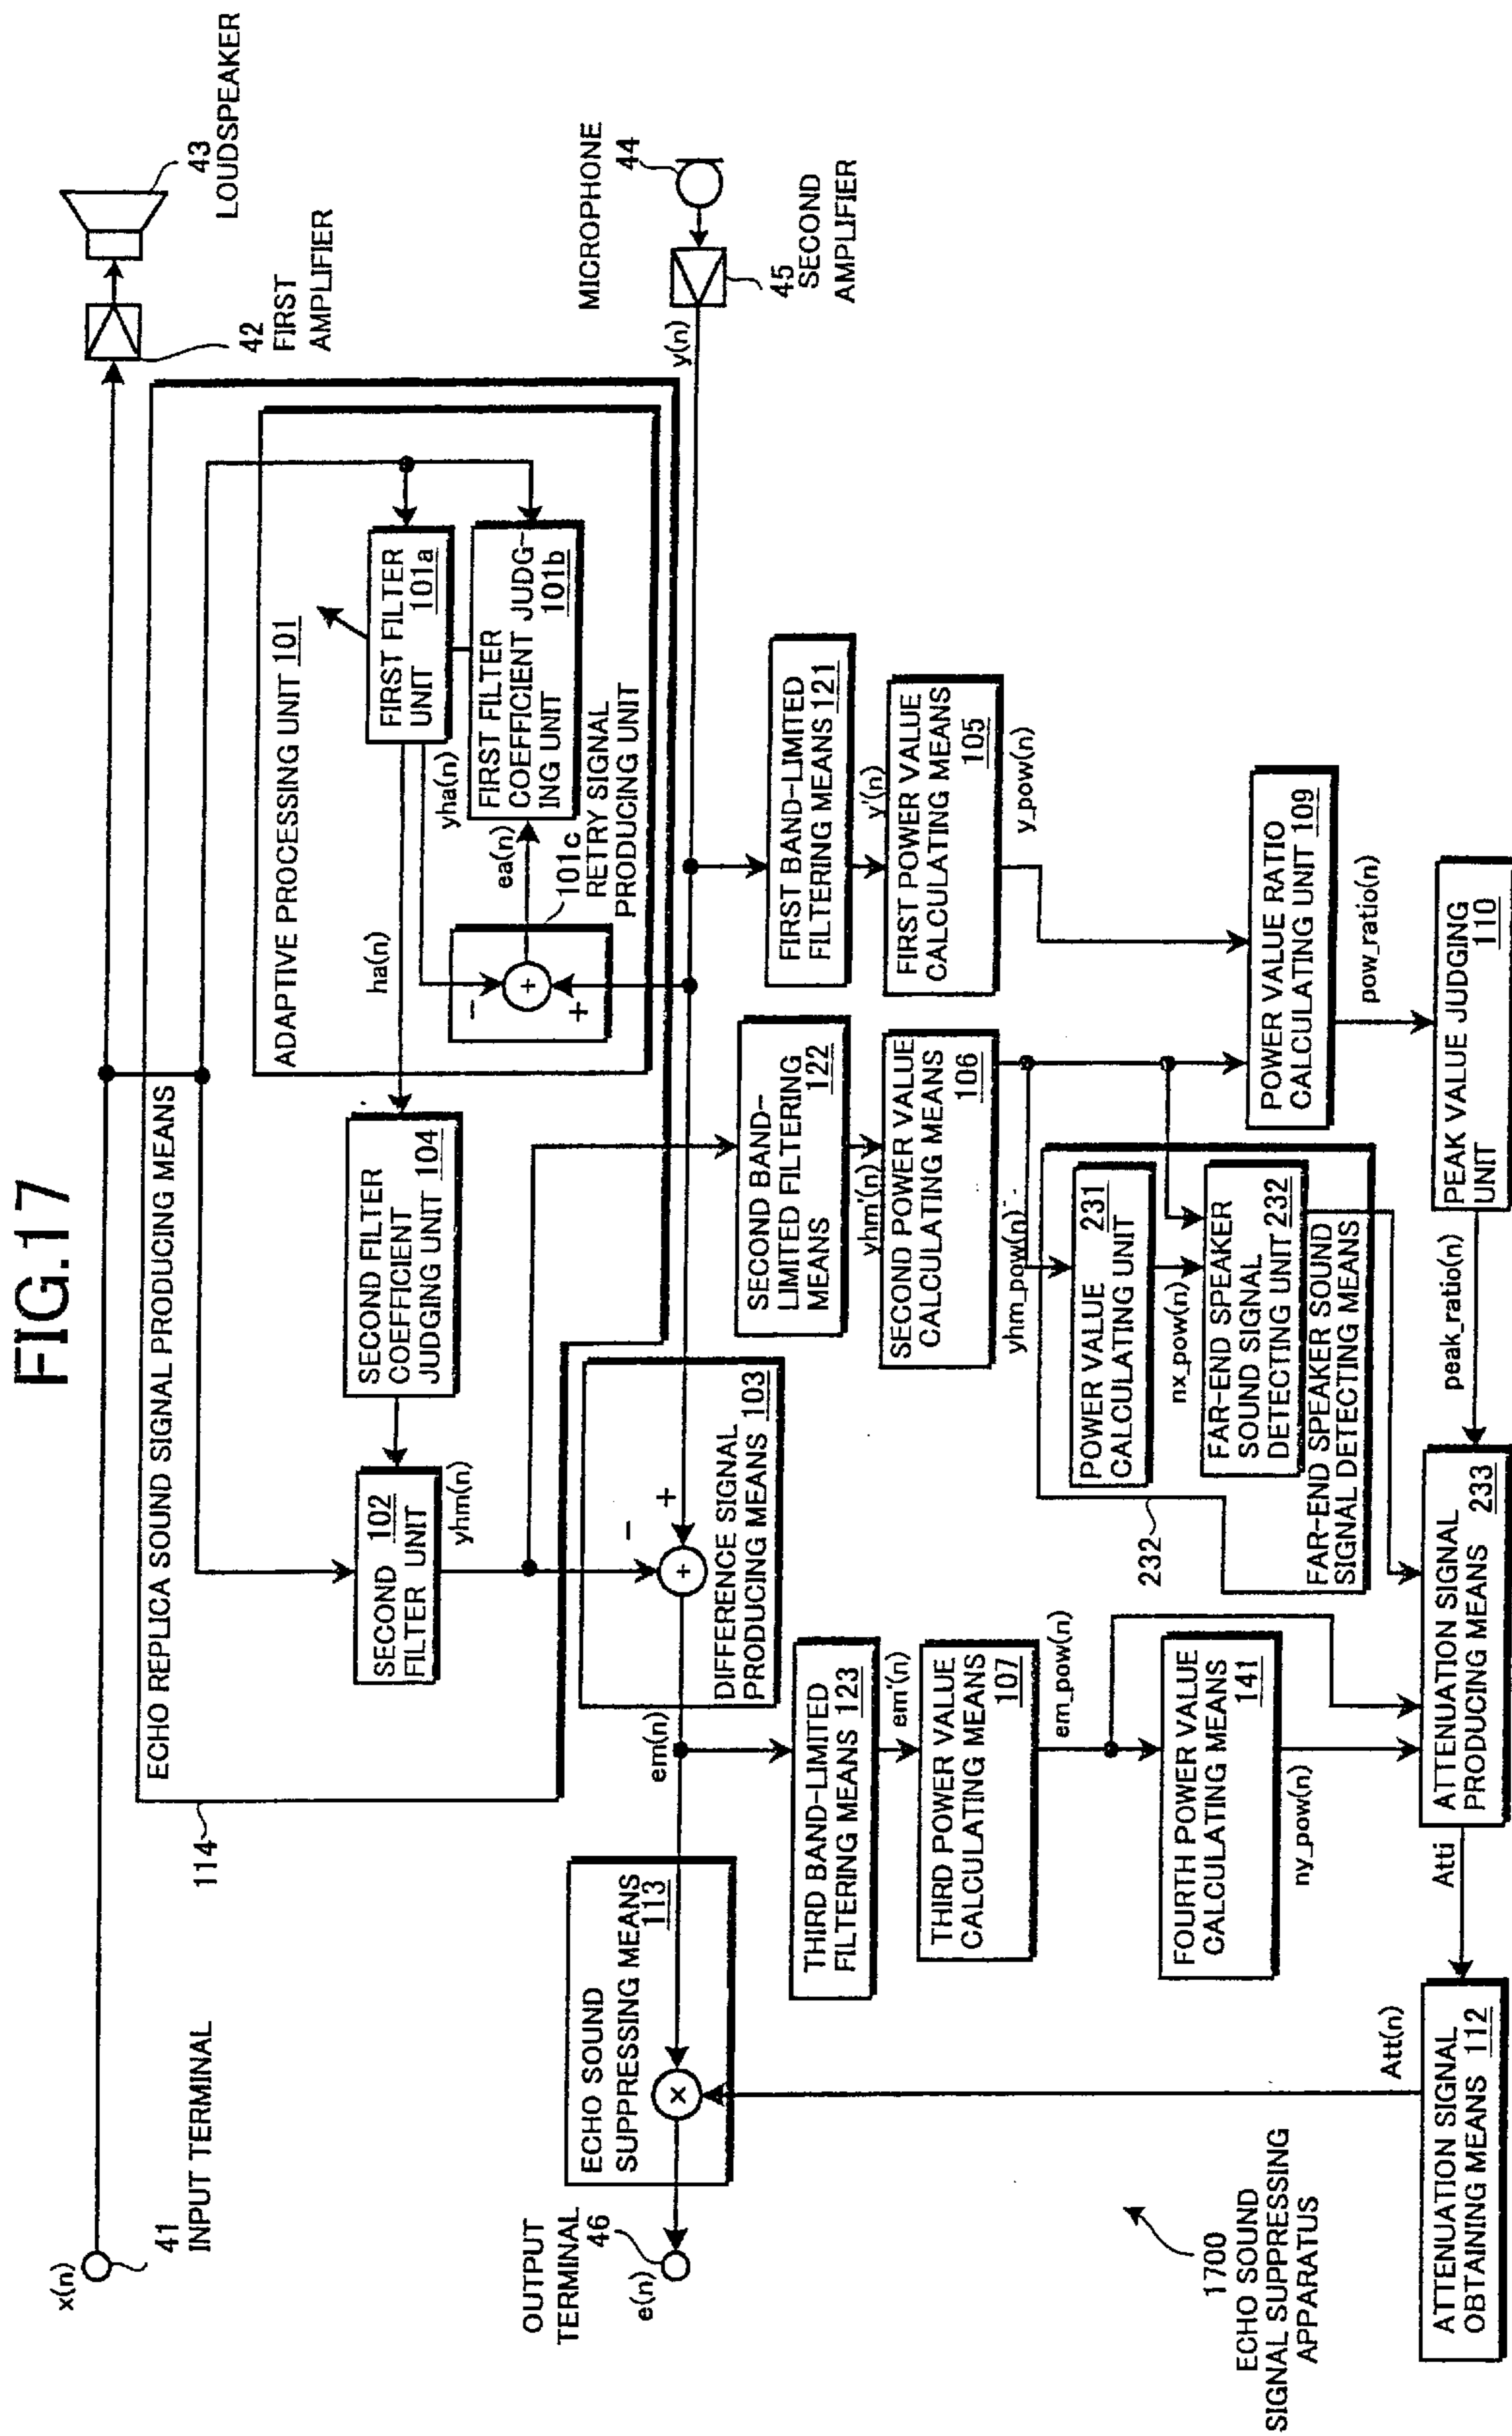 FIG.17
x(n)
41
INPUT TERMINAL
42
FIRST
AMPLIFIER
43
LOUDSPEAKER
114
ECHO REPLICA SOUND SIGNAL PRODUCING MEANS
ADAPTIVE PROCESSING UNIT 101
FIRST FILTER
UNIT 101a
FIRST FILTER
COEFFICIENT JUDG-
ING UNIT 101b
ha(n)
yha(n)
ea(n)
101c
RETRY SIGNAL
PRODUCING UNIT
-
+
+
SECOND FILTER
COEFFICIENT
JUDGING UNIT 104
SECOND 102
FILTER UNIT
yhm(n)
MICROPHONE
44
45
SECOND
AMPLIFIER
y(n)
OUTPUT
TERMINAL
46
e(n)
ECHO SOUND
SUPPRESSING MEANS
113
×
em(n)
-
+
+
DIFFERENCE SIGNAL
PRODUCING MEANS 103
THIRD BAND-LIMITED
FILTERING MEANS 123
em'(n)
THIRD POWER VALUE
CALCULATING MEANS
107
em_pow(n)
FOURTH POWER VALUE
CALCULATING MEANS
141
ny_pow(n)
SECOND BAND-
LIMITED FILTERING
MEANS 122
yhm'(n)
SECOND POWER VALUE
CALCULATING MEANS
106
yhm_pow(n)
FIRST BAND-LIMITED
FILTERING MEANS 121
y'(n)
FIRST POWER VALUE
CALCULATING MEANS
105
y_pow(n)
232
POWER VALUE 231
CALCULATING UNIT
nx_pow(n)
FAR-END SPEAKER
SOUND SIGNAL
DETECTING UNIT 232
FAR-END SPEAKER SOUND
SIGNAL DETECTING MEANS
POWER VALUE RATIO
CALCULATING UNIT 109
pow_ratio(n)
PEAK VALUE JUDGING
UNIT 110
peak_ratio(n)
ATTENUATION SIGNAL
PRODUCING MEANS 233
Atti
ATTENUATION SIGNAL
OBTAINING MEANS 112
Att(n)
1700
ECHO SOUND
SIGNAL SUPPRESSING
APPARATUS